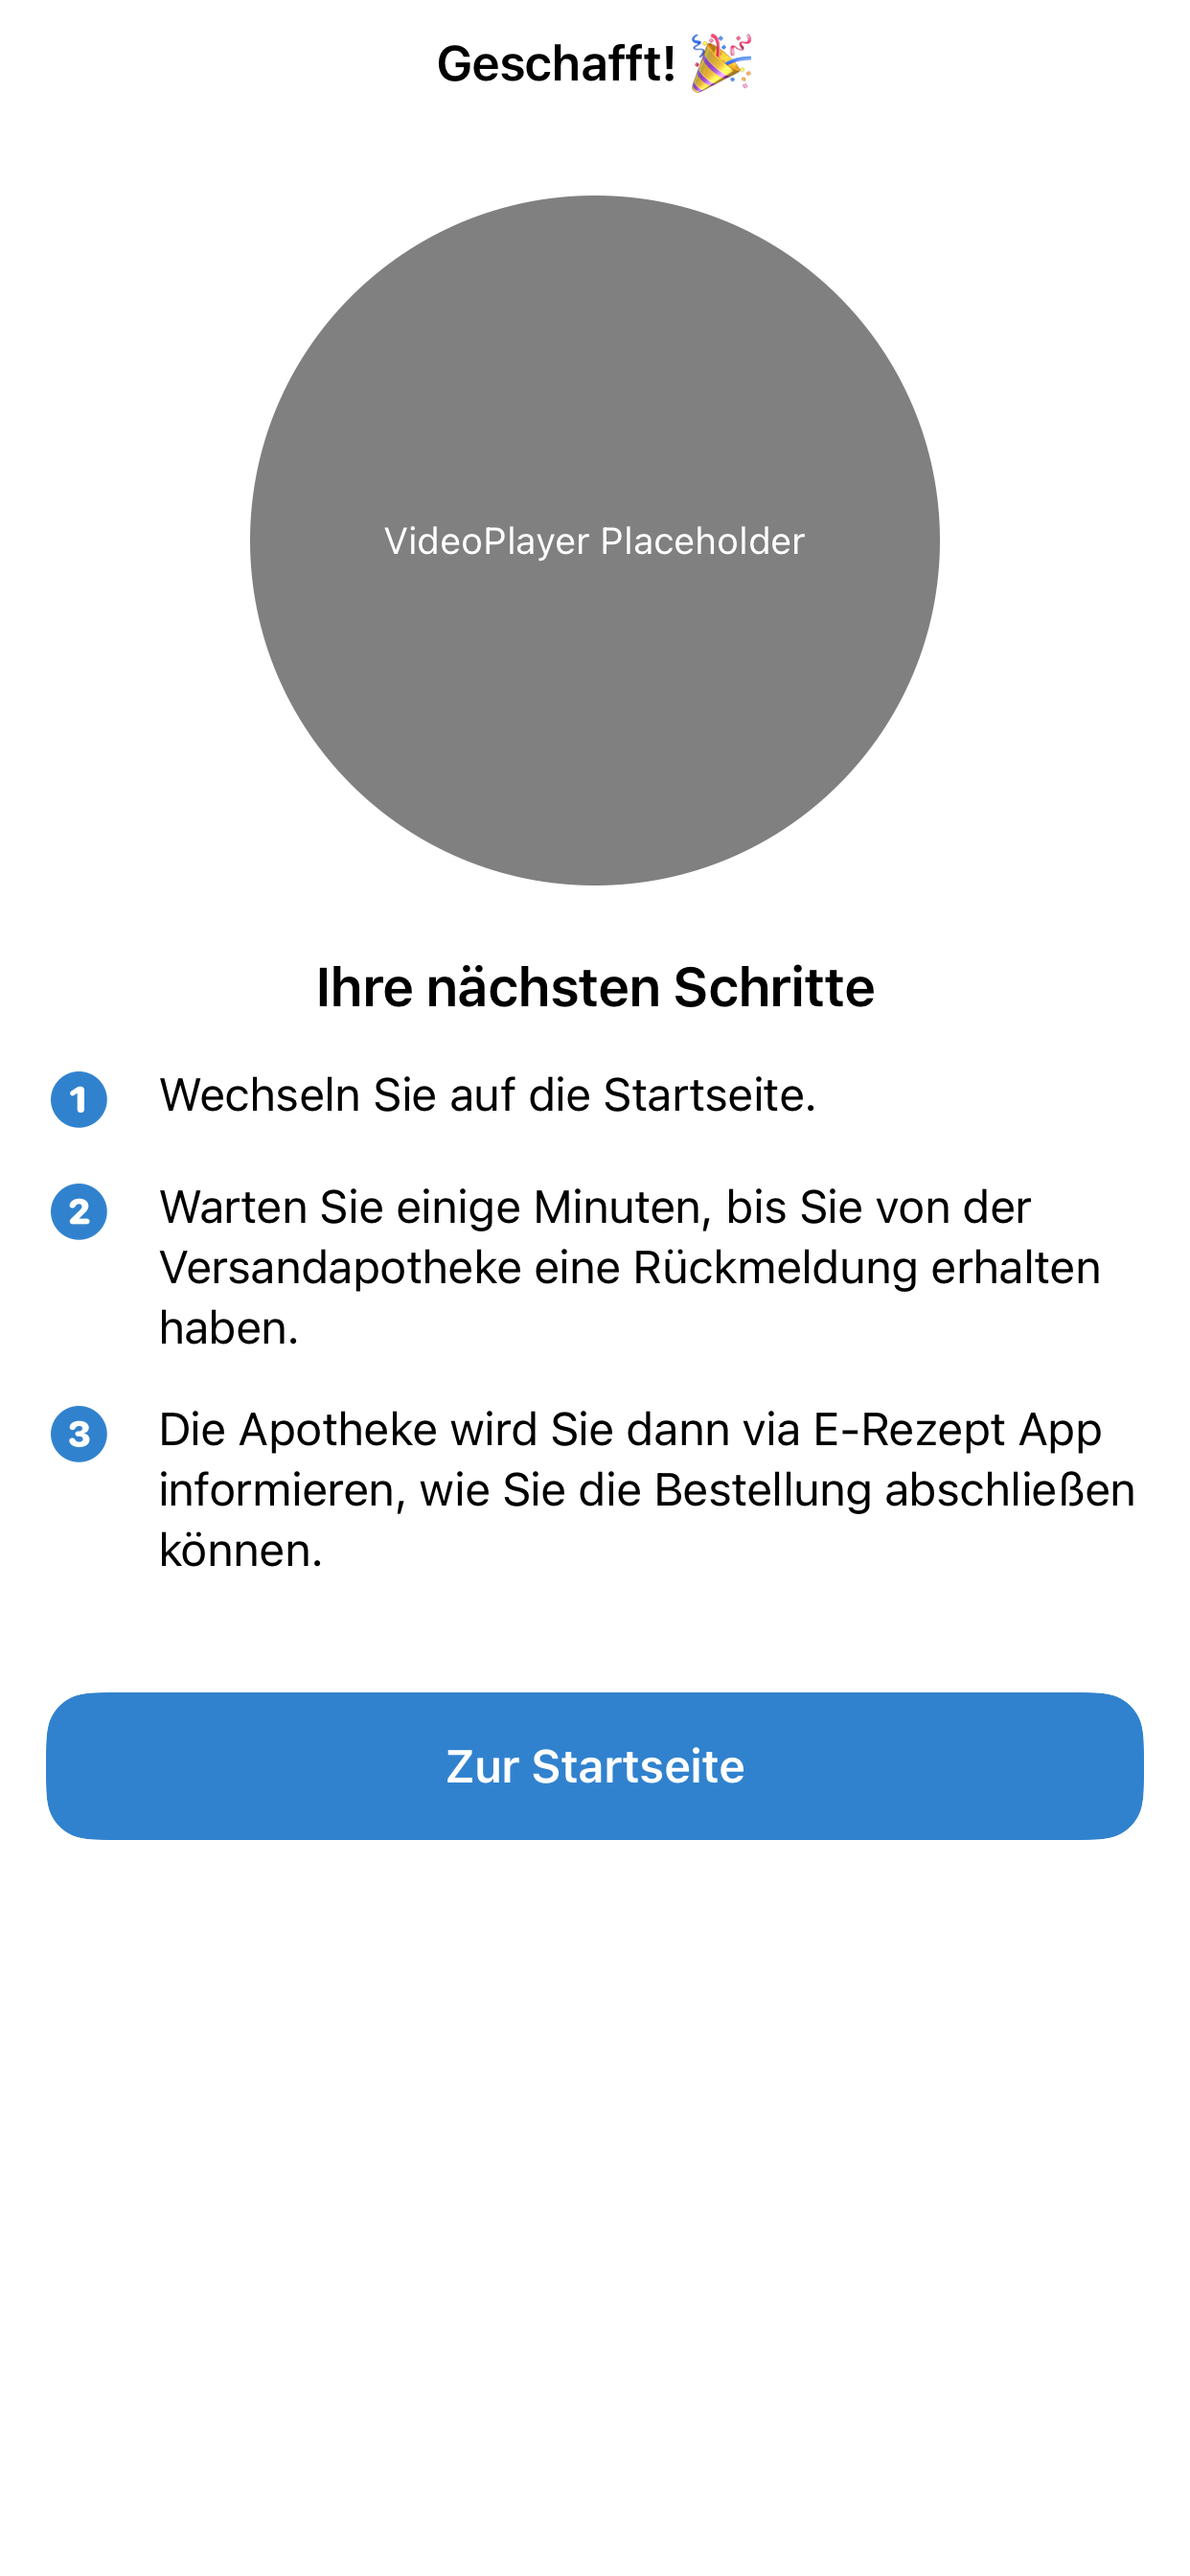 Geschafft! 🎉
VideoPlayer Placeholder
Ihre nächsten Schritte
1 Wechseln Sie auf die Startseite.
2 Warten Sie einige Minuten, bis Sie von der
Versandapotheke eine Rückmeldung erhalten
haben.
3 Die Apotheke wird Sie dann via E-Rezept App
informieren, wie Sie die Bestellung abschließen
können.
Zur Startseite